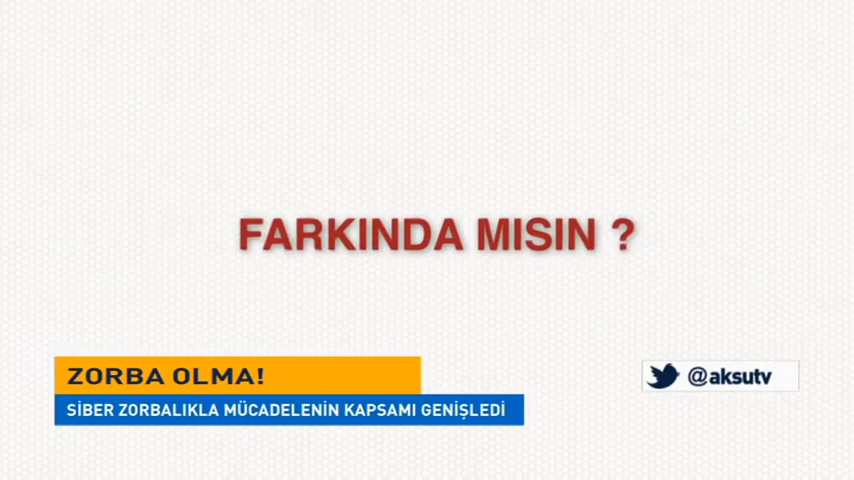 FARKINDA MISIN ?
ZORBA OLMA!
@aksutv
SİBER ZORBALIKLA MÜCADELENİN KAPSAMI GENİŞLEDİ